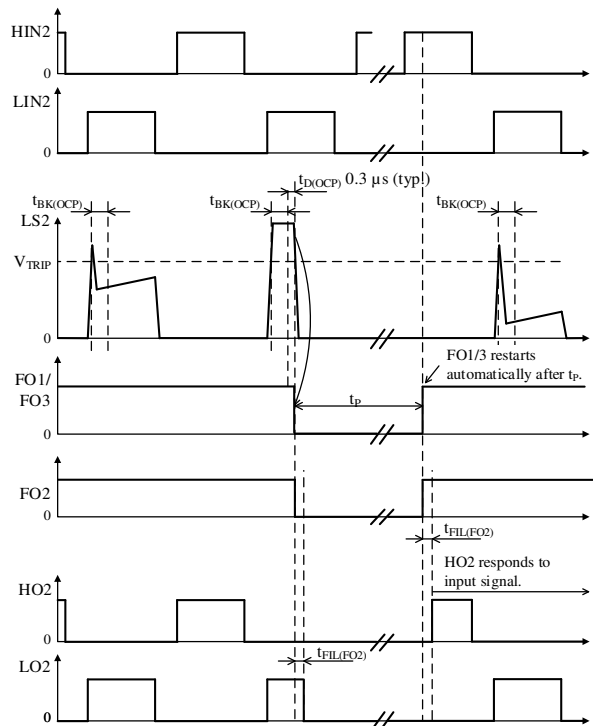 HIN2
0
LIN2
0
tD(OCP) 0.3 µs (typ.)
tBK(OCP)
tBK(OCP)
tBK(OCP)
LS2
VTRIP
0
FO1/
FO3
0
tP
FO1/3 restarts
automatically after tP.
FO2
0
tFIL(FO2)
HO2 responds to
input signal.
HO2
0
tFIL(FO2)
LO2
0